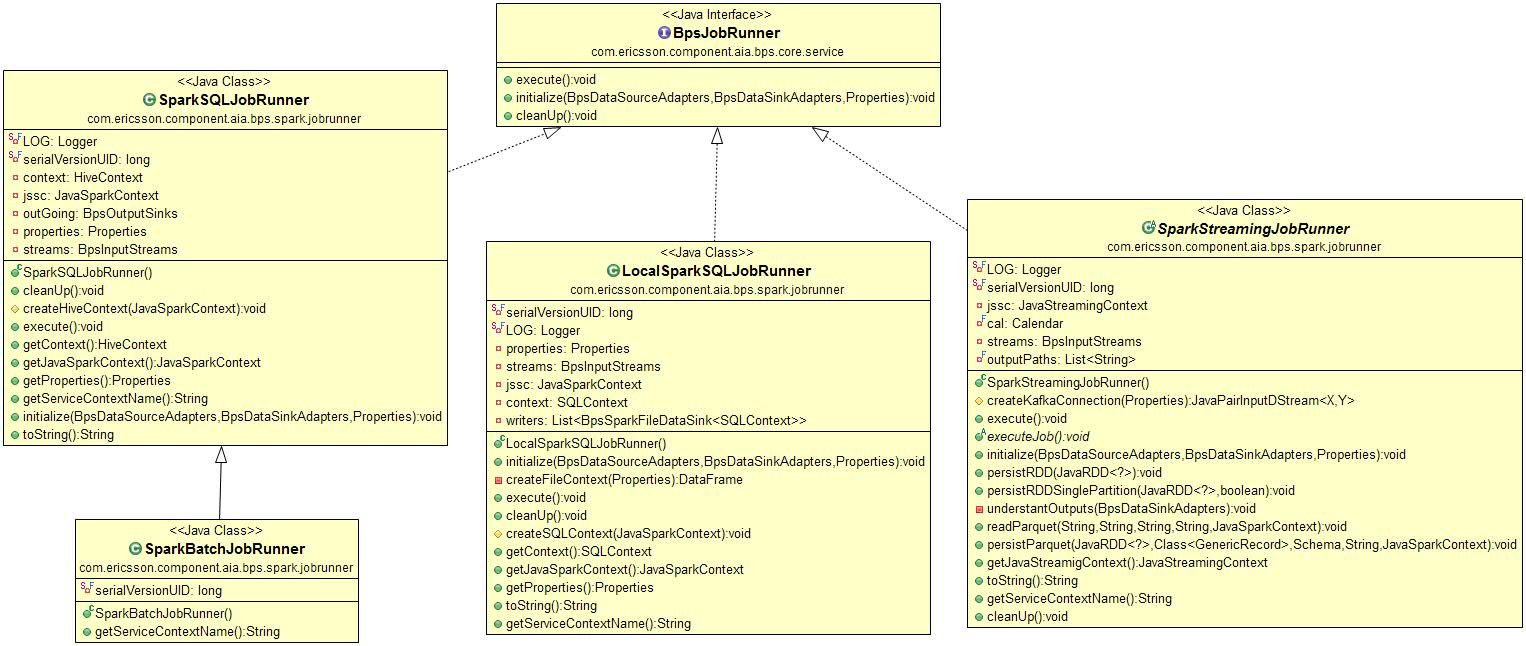 <<Java Interface>>
BpsJobRunner
com.ericsson.component.aia.bps.core.service
execute():void
initialize(BpsDataSourceAdapters,BpsDataSinkAdapters,Properties):void
cleanUp():void
<<Java Class>>
SparkSQLJobRunner
com.ericsson.component.aia.bps.spark.jobrunner
LOG: Logger
serialVersionUID: long
context: HiveContext
jssc: JavaSparkContext
outGoing: BpsOutputSinks
properties: Properties
streams: BpsInputStreams
SparkSQLJobRunner()
cleanUp():void
createHiveContext(JavaSparkContext):void
execute():void
getContext():HiveContext
getJavaSparkContext():JavaSparkContext
getProperties():Properties
getServiceContextName():String
initialize(BpsDataSourceAdapters,BpsDataSinkAdapters,Properties):void
toString():String
<<Java Class>>
SparkBatchJobRunner
com.ericsson.component.aia.bps.spark.jobrunner
serialVersionUID: long
SparkBatchJobRunner()
getServiceContextName():String
<<Java Class>>
LocalSparkSQLJobRunner
com.ericsson.component.aia.bps.spark.jobrunner
serialVersionUID: long
LOG: Logger
properties: Properties
streams: BpsInputStreams
jssc: JavaSparkContext
context: SQLContext
writers: List<BpsSparkFileDataSink<SQLContext>>
LocalSparkSQLJobRunner()
initialize(BpsDataSourceAdapters,BpsDataSinkAdapters,Properties):void
createFileContext(Properties):DataFrame
execute():void
cleanUp():void
createSQLContext(JavaSparkContext):void
getContext():SQLContext
getJavaSparkContext():JavaSparkContext
getProperties():Properties
toString():String
getServiceContextName():String
<<Java Class>>
SparkStreamingJobRunner
com.ericsson.component.aia.bps.spark.jobrunner
LOG: Logger
serialVersionUID: long
jssc: JavaStreamingContext
cal: Calendar
streams: BpsInputStreams
outputPaths: List<String>
SparkStreamingJobRunner()
createKafkaConnection(Properties):JavaPairInputDStream<X,Y>
execute():void
executeJob():void
initialize(BpsDataSourceAdapters,BpsDataSinkAdapters,Properties):void
persistRDD(JavaRDD<?>):void
persistRDDSinglePartition(JavaRDD<?>,boolean):void
understantOutputs(BpsDataSinkAdapters):void
readParquet(String,String,String,String,JavaSparkContext):void
persistParquet(JavaRDD<?>,Class<GenericRecord>,Schema,String,JavaSparkContext):void
getJavaStreamigContext():JavaStreamingContext
toString():String
getServiceContextName():String
cleanUp():void